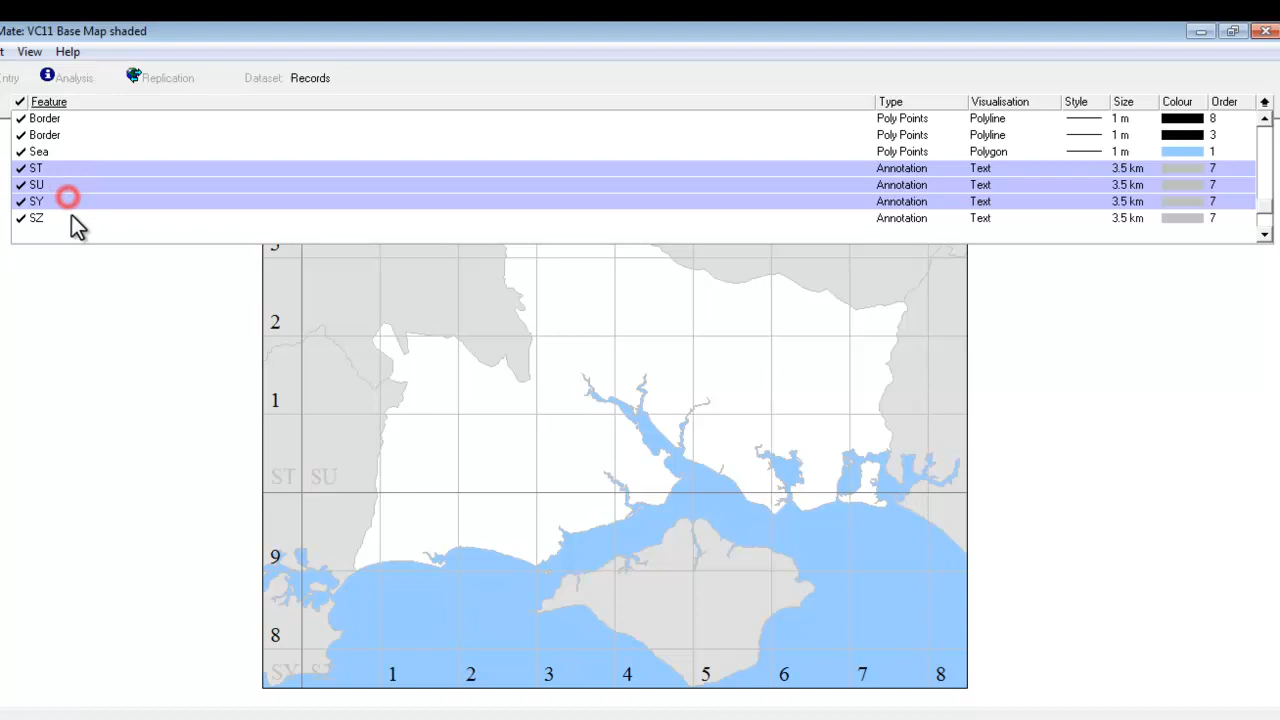 Mate: VC11 Base Map shaded
t View Help
ntry Analysis Replication Dataset: Records
Feature Type Visualisation Style Size Colour Order
Border Poly Points Polyline 1 m 8
Border Poly Points Polyline 1 m 3
Sea Poly Points Polygon 1 m 1
ST Annotation Text 3.5 km 7
SU Annotation Text 3.5 km 7
SY Annotation Text 3.5 km 7
SZ Annotation Text 3.5 km 7
3
2
2
1
ST SU
9
8
SY SZ
1 2 3 4 5 6 7 8